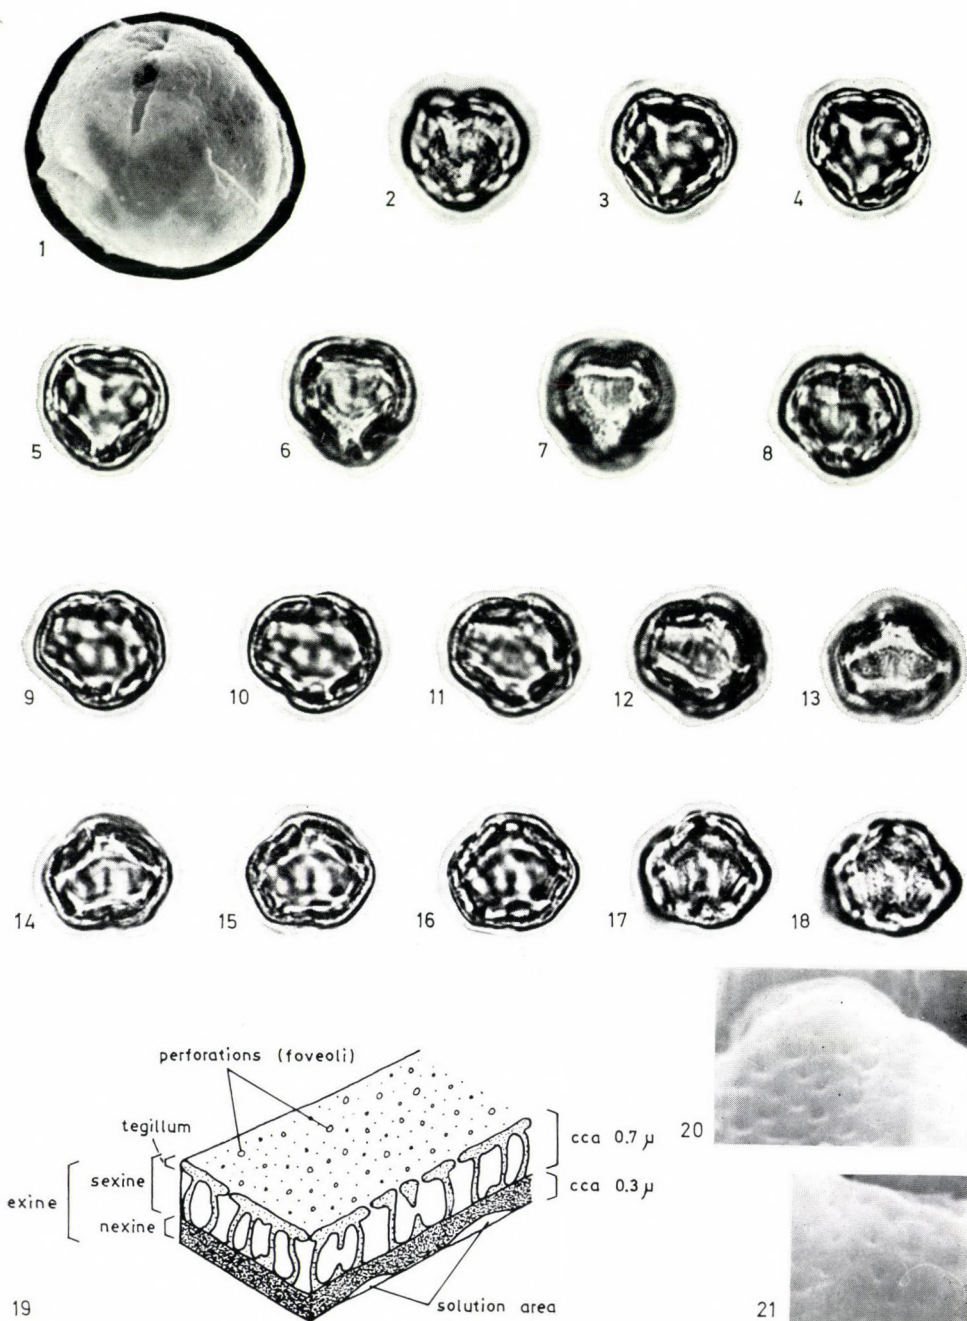 1
2
3
4
5
6
7
8
9
10
11
12
13
14
15
16
17
18
perforations (foveoli)
tegillum
sexine
exine
nexine
cca 0.7 µ
cca 0.3 µ
solution area
19
20
21